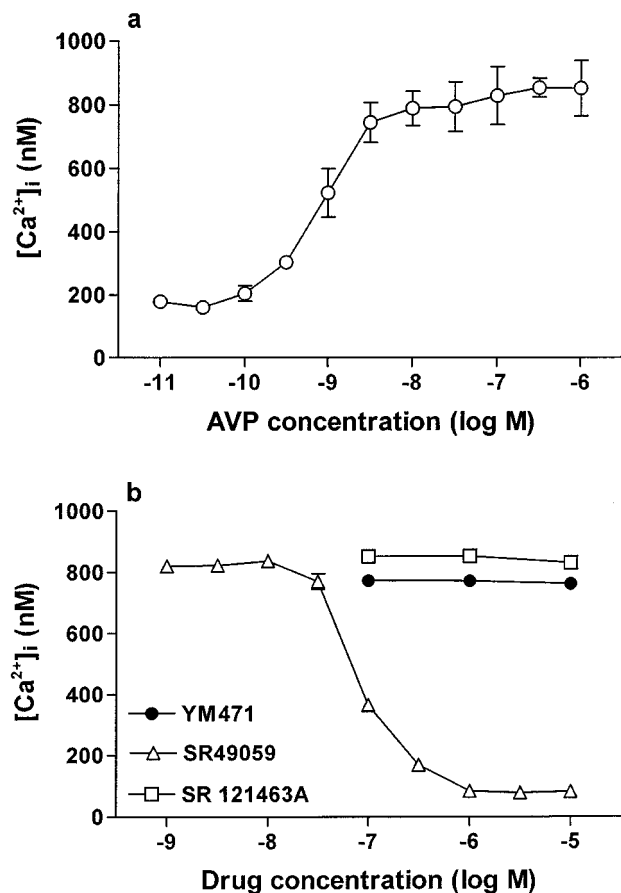 a
1000
800
600
400
200
0
[Ca2+]i (nM)
-11 -10 -9 -8 -7 -6
AVP concentration (log M)
b
1000
800
600
400
200
0
[Ca2+]i (nM)
YM471
SR49059
SR 121463A
-9 -8 -7 -6 -5
Drug concentration (log M)